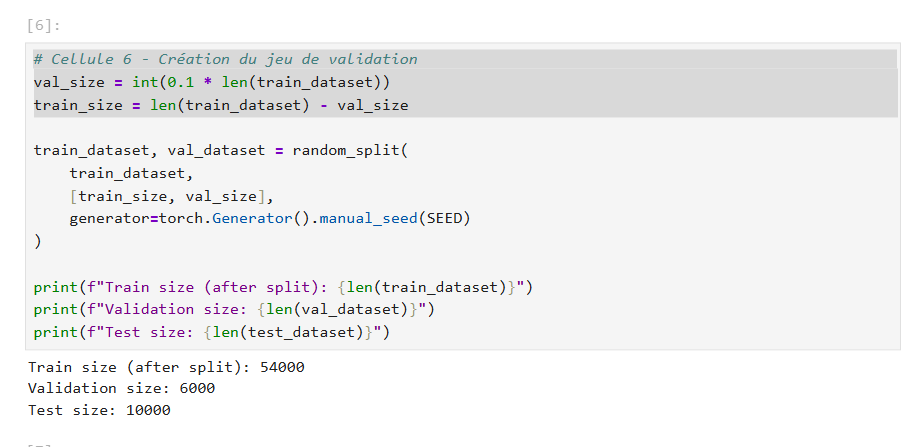 [6]:
# Cellule 6 - Création du jeu de validation
val_size = int(0.1 * len(train_dataset))
train_size = len(train_dataset) - val_size
train_dataset, val_dataset = random_split(
    train_dataset,
    [train_size, val_size],
    generator=torch.Generator().manual_seed(SEED)
)
print(f"Train size (after split): {len(train_dataset)}")
print(f"Validation size: {len(val_dataset)}")
print(f"Test size: {len(test_dataset)}")
Train size (after split): 54000
Validation size: 6000
Test size: 10000